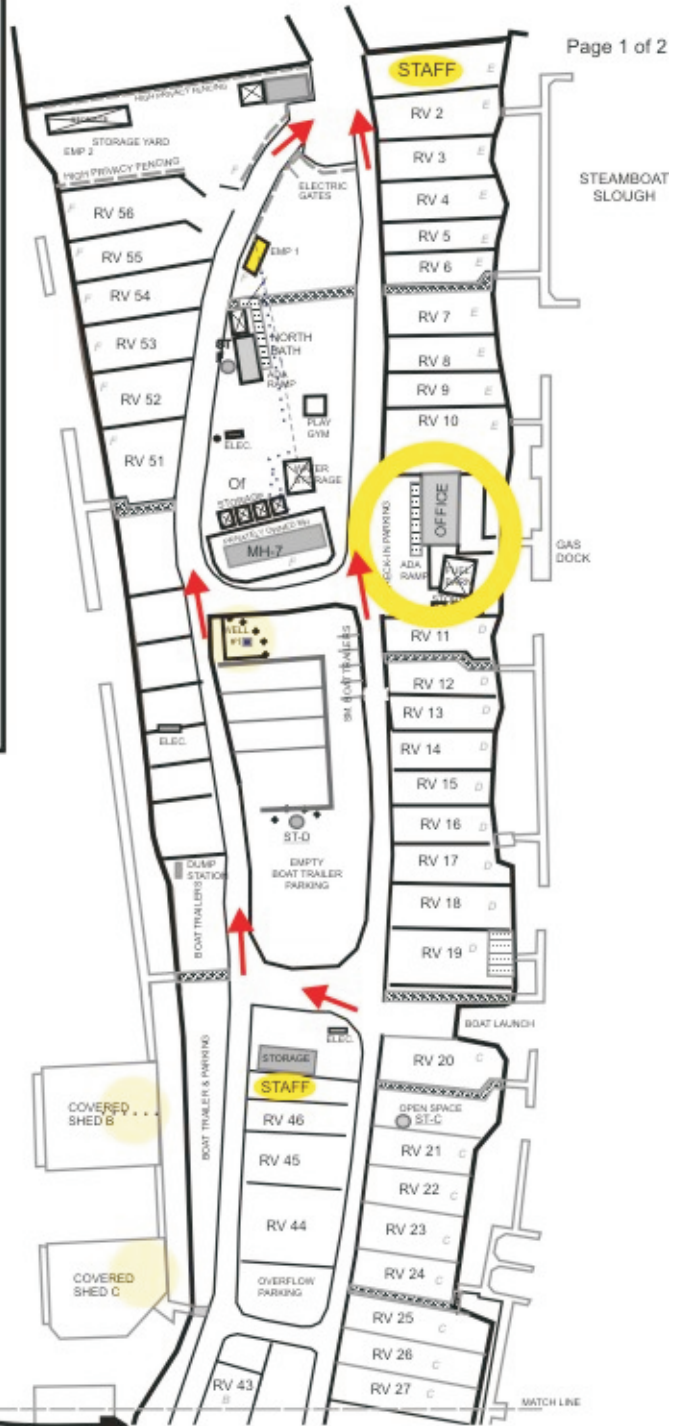 Page 1 of 2
STAFF
E
HIGH PRIVACY FENCING
RV 2
E
STORAGE YARD
EMP 2
RV 3
E
STEAMBOAT
SLOUGH
HIGH PRIVACY FENCING
F
ELECTRIC
GATES
RV 4
E
F
RV 56
RV 5
E
EMP 1
RV 55
F
RV 6
E
RV 54
F
RV 7
E
NORTH
BATH
RV 53
F
RV 8
E
ADA
RAMP
RV 9
E
RV 52
F
PLAY
GYM
RV 10
E
ELEC.
RV 51
F
WATER
STORAGE
Of
STORAGE
OFFICE
PRIVATELY OWNED MH
MH-7
F
ADA
RAMP
GAS
DOCK
WELL
RV 11
D
BM BOAT TRAILERS
RV 12
D
RV 13
D
ELEC.
RV 14
D
RV 15
D
ST-D
RV 16
D
EMPTY
BOAT TRAILER
PARKING
DUMP
STATION
RV 17
D
BOAT TRAILERS
RV 18
D
RV 19
D
BOAT LAUNCH
ELEC.
STORAGE
RV 20
C
STAFF
COVERED
SHED B
BOAT TRAILER & PARKING
RV 46
OPEN SPACE
ST-C
RV 45
RV 21
C
RV 22
C
RV 44
RV 23
C
COVERED
SHED C
OVERFLOW
PARKING
RV 24
C
RV 25
C
RV 26
C
RV 43
B
RV 27
C
MATCH LINE